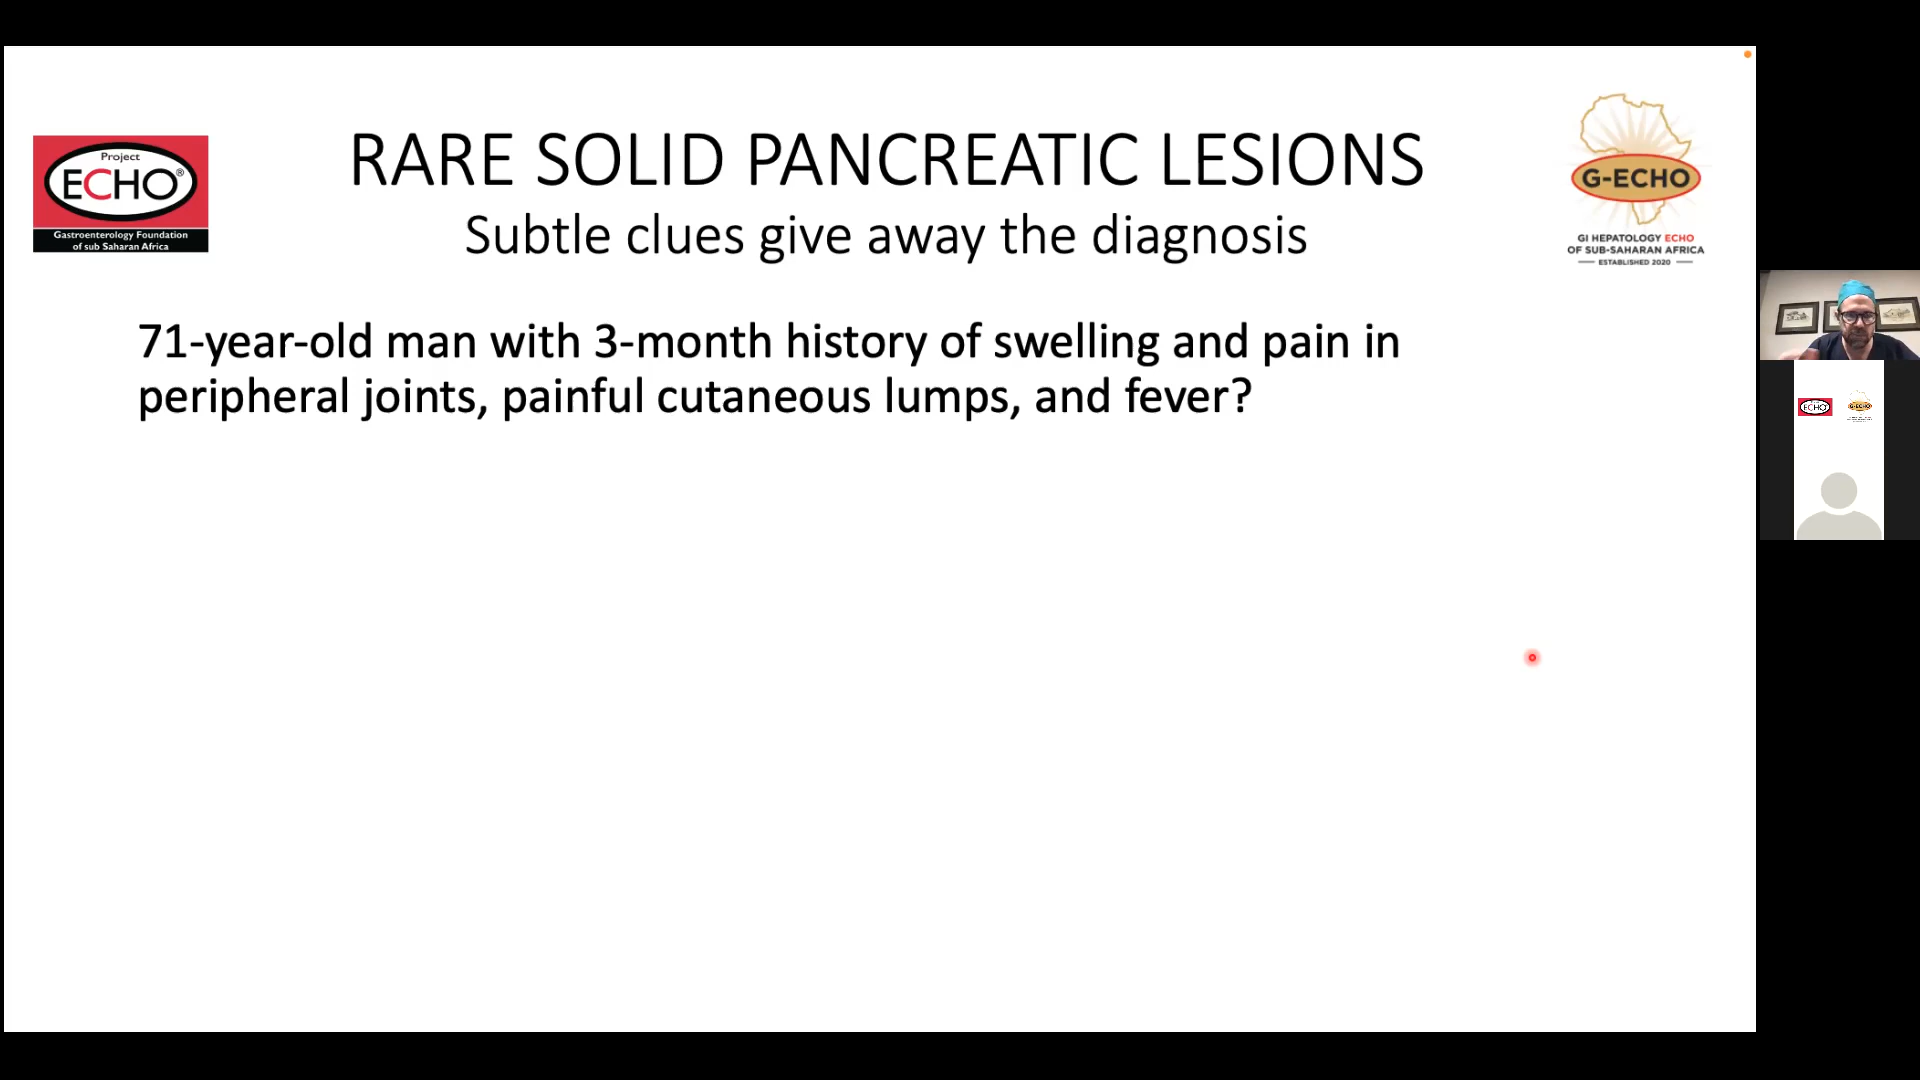 RARE SOLID PANCREATIC LESIONS
Subtle clues give away the diagnosis
Project
ECHO®
Gastroenterology Foundation
of sub Saharan Africa
G-ECHO
GI HEPATOLOGY ECHO
OF SUB-SAHARAN AFRICA
ESTABLISHED 2020
71-year-old man with 3-month history of swelling and pain in
peripheral joints, painful cutaneous lumps, and fever?
ECHO
G-ECHO